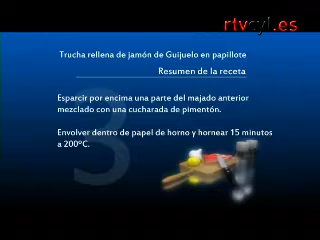 rtvcyl.es
Trucha rellena de jamón de Guijuelo en papillote
Resumen de la receta
3
Esparcir por encima una parte del majado anterior
mezclado con una cucharada de pimentón.
Envolver dentro de papel de horno y hornear 15 minutos
a 200ºC.